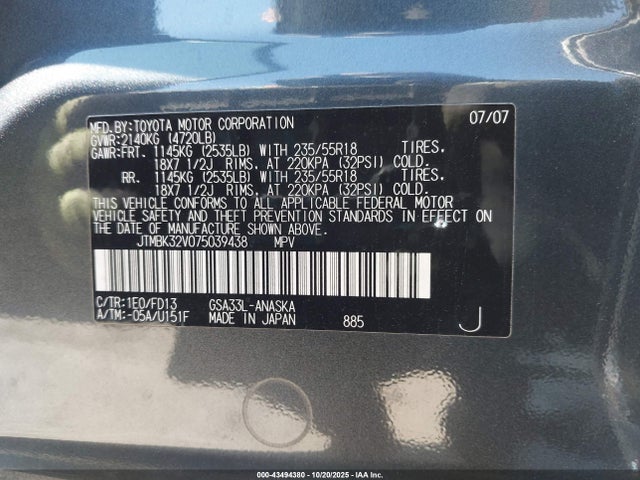 MFD.BY:TOYOTA MOTOR CORPORATION 07/07
GVWR:2140KG (4720LB)
GAWR:FRT. 1145KG (2535LB) WITH 235/55R18 TIRES,
18X7 1/2J RIMS, AT 220KPA (32PSI) COLD.
RR. 1145KG (2535LB) WITH 235/55R18 TIRES,
18X7 1/2J RIMS, AT 220KPA (32PSI) COLD.
THIS VEHICLE CONFORMS TO ALL APPLICABLE FEDERAL MOTOR
VEHICLE SAFETY AND THEFT PREVENTION STANDARDS IN EFFECT ON
THE DATE OF MANUFACTURE SHOWN ABOVE.
JTMBK32V075039438 MPV
C/TR:1E0/FD13 GSA33L-ANASKA
A/TM:-05A/U151F MADE IN JAPAN 885 J
000-43494380 - 10/20/2025 - IAA Inc.